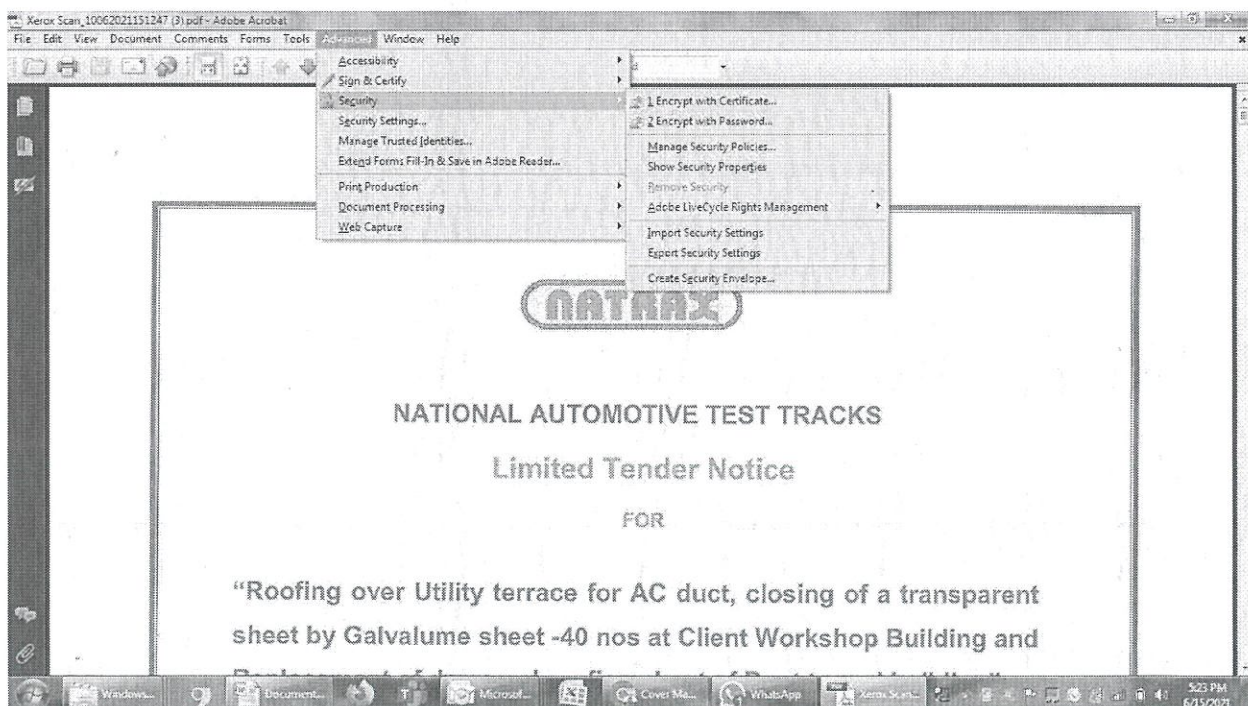 Xerox Scan_10062021151247 (3).pdf - Adobe Acrobat
File Edit View Document Comments Forms Tools Advanced Window Help
Accessibility
Sign & Certify
Security
Security Settings...
Manage Trusted Identities...
Extend Forms Fill-In & Save in Adobe Reader...
Print Production
Document Processing
Web Capture
1 Encrypt with Certificate...
2 Encrypt with Password...
Manage Security Policies...
Show Security Properties
Remove Security
Adobe LiveCycle Rights Management
Import Security Settings
Export Security Settings
Create Security Envelope...
NATRAX
NATIONAL AUTOMOTIVE TEST TRACKS
Limited Tender Notice
FOR
“Roofing over Utility terrace for AC duct, closing of a transparent
sheet by Galvalume sheet -40 nos at Client Workshop Building and
Windows... Document... Microsof... Cover Ma... WhatsApp Xerox Scan... 5:23 PM
6/15/2021